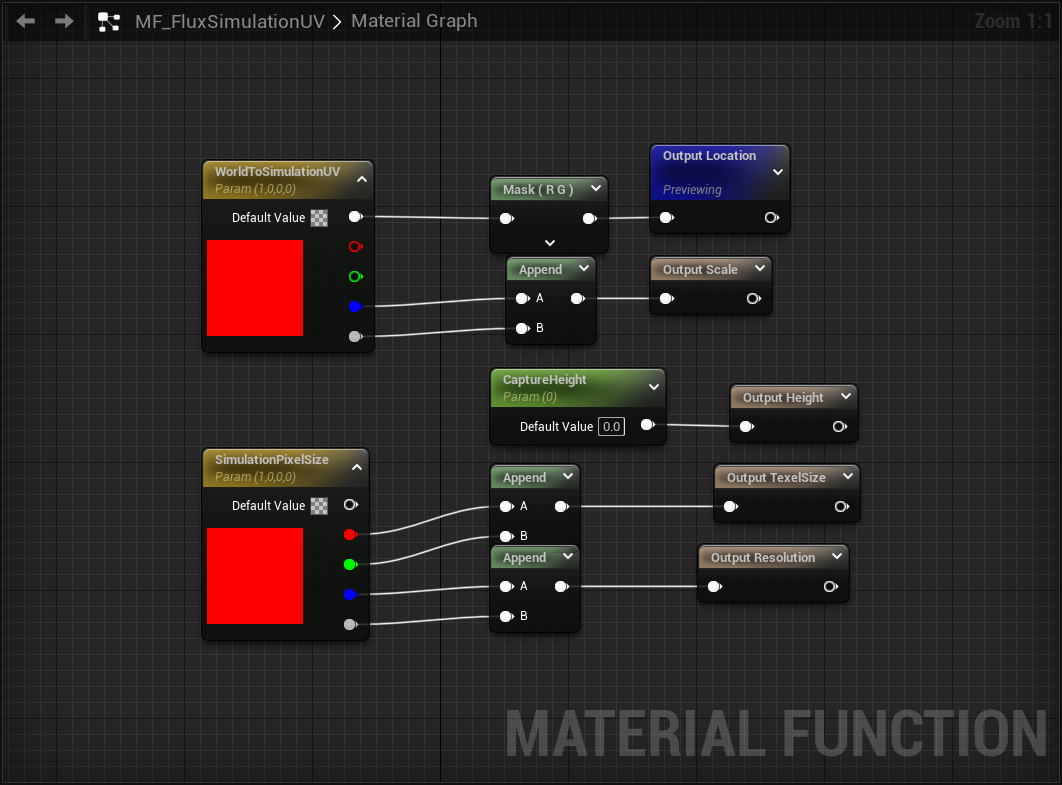 MF_FluxSimulationUV > Material Graph
Zoom 1:1
WorldToSimulationUV
Param (1,0,0,0)
Default Value
Mask ( R G )
Output Location
Previewing
Append
A
B
Output Scale
CaptureHeight
Param (0)
Default Value 0.0
Output Height
SimulationPixelSize
Param (1,0,0,0)
Default Value
Append
A
B
Output TexelSize
Append
A
B
Output Resolution
MATERIAL FUNCTION